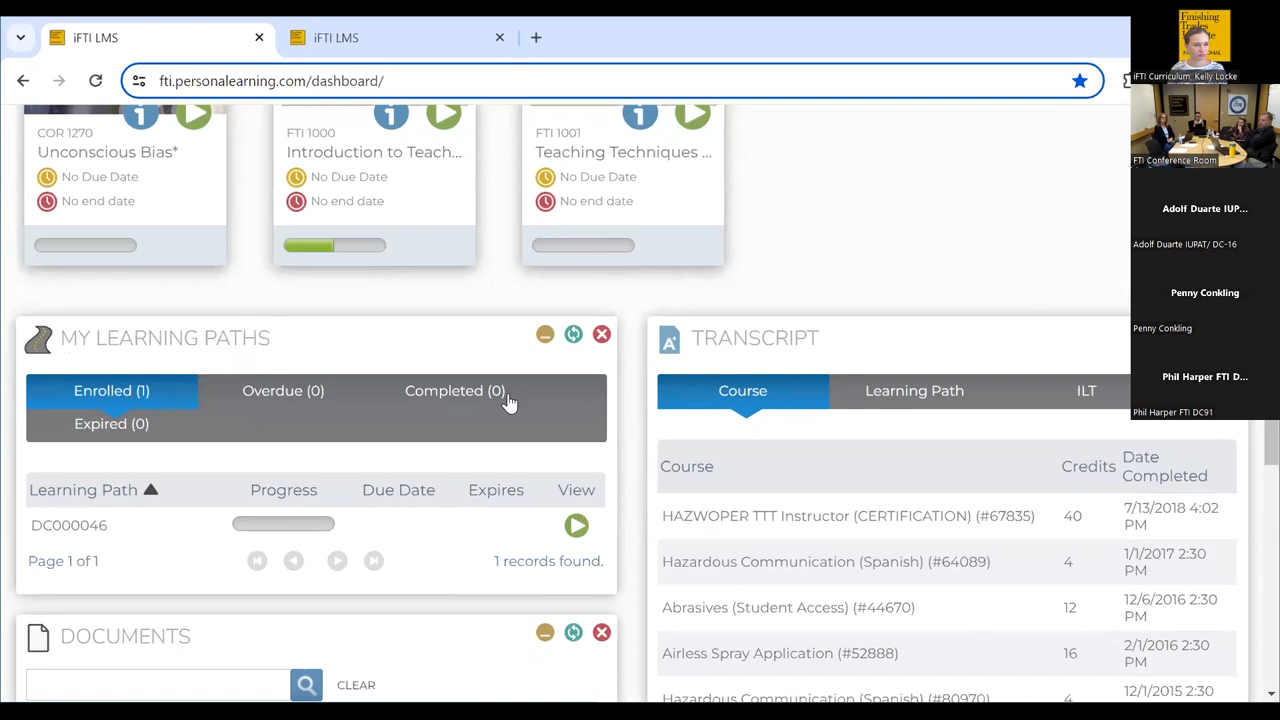 iFTI LMS
iFTI LMS
fti.personalearning.com/dashboard/
COR 1270
Unconscious Bias*
No Due Date
No end date
FTI 1000
Introduction to Teach...
No Due Date
No end date
FTI 1001
Teaching Techniques ...
No Due Date
No end date
MY LEARNING PATHS
Enrolled (1)
Overdue (0)
Completed (0)
Expired (0)
Learning Path Progress Due Date Expires View
DC000046
Page 1 of 1
1 records found.
DOCUMENTS
CLEAR
TRANSCRIPT
Course
Learning Path
ILT
Course Credits Date Completed
HAZWOPER TTT Instructor (CERTIFICATION) (#67835) 40 7/13/2018 4:02 PM
Hazardous Communication (Spanish) (#64089) 4 1/1/2017 2:30 PM
Abrasives (Student Access) (#44670) 12 12/6/2016 2:30 PM
Airless Spray Application (#52888) 16 2/1/2016 2:30 PM
Hazardous Communication (Spanish) (#80970) 4 12/1/2015 2:30
Finishing
Trades
iFTI Curriculum, Kelly Locke
FTI Conference Room
Adolf Duarte IUP...
Adolf Duarte IUPAT/ DC-16
Penny Conkling
Penny Conkling
Phil Harper FTI D...
Phil Harper FTI DC91